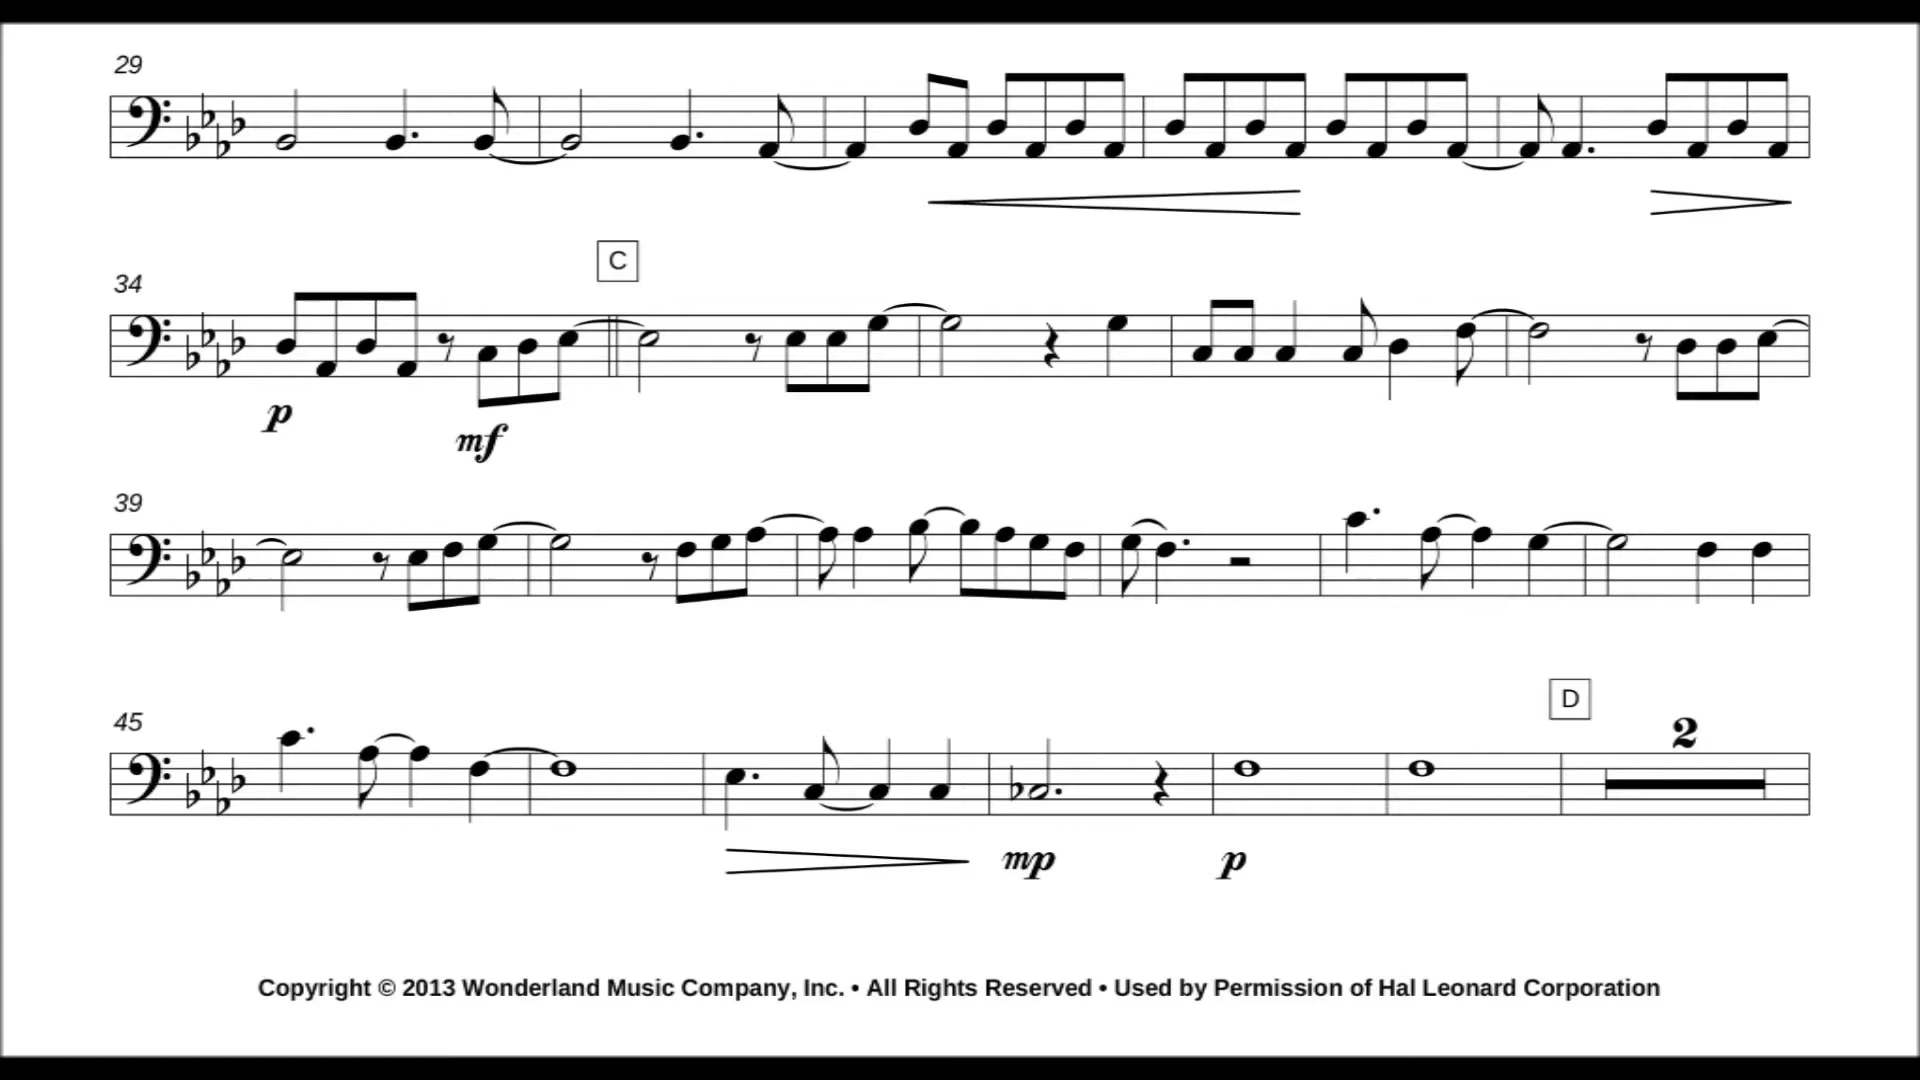 29
34
C
p
mf
39
45
D
2
mp
p
Copyright © 2013 Wonderland Music Company, Inc. • All Rights Reserved • Used by Permission of Hal Leonard Corporation